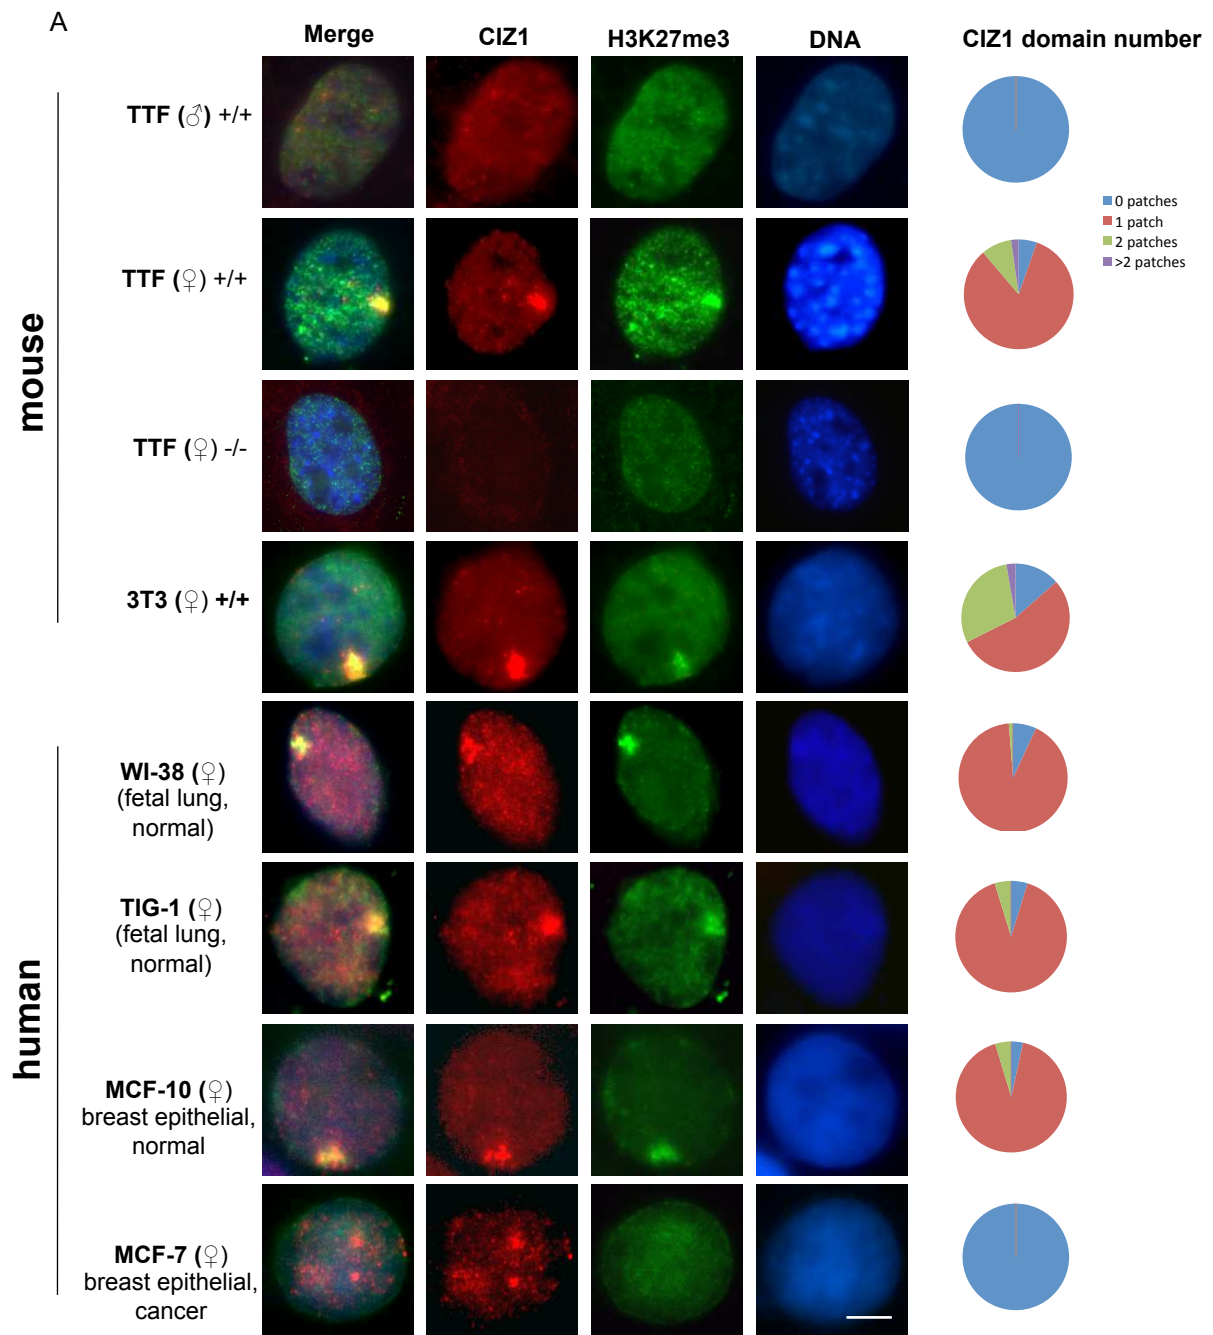 A
Merge CIZ1 H3K27me3 DNA CIZ1 domain number
mouse
TTF (♂) +/+
0 patches
1 patch
2 patches
>2 patches
TTF (♀) +/+
TTF (♀) -/-
3T3 (♀) +/+
human
WI-38 (♀)
(fetal lung,
normal)
TIG-1 (♀)
(fetal lung,
normal)
MCF-10 (♀)
breast epithelial,
normal
MCF-7 (♀)
breast epithelial,
cancer